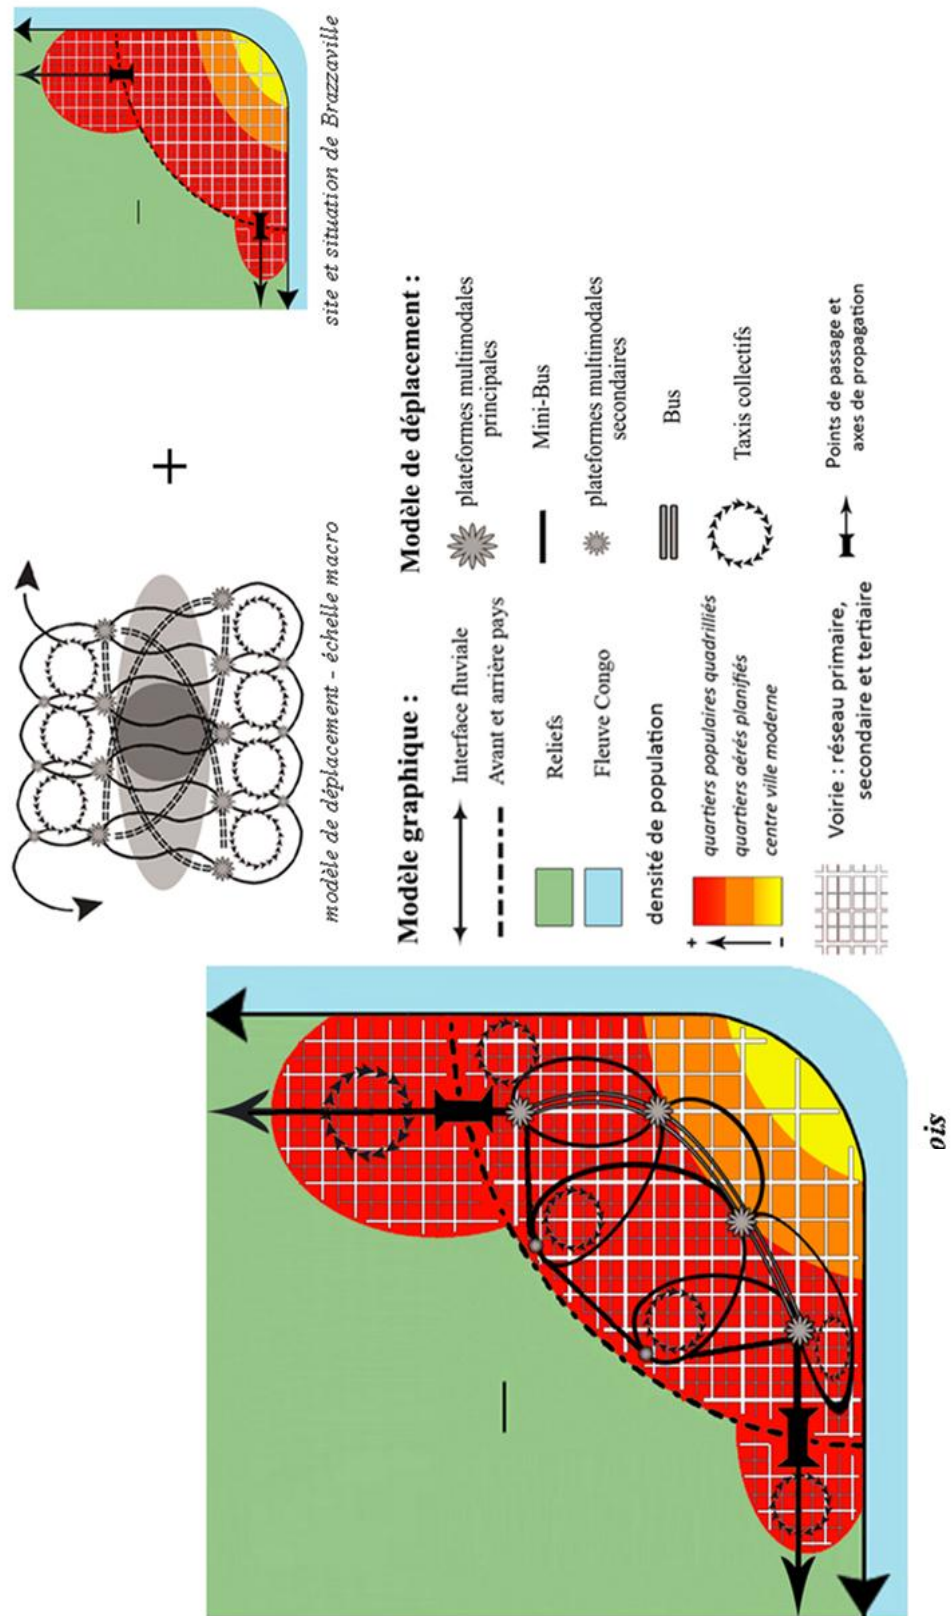 modèle de déplacement - échelle macro
+
site et situation de Brazzaville
Modèle graphique :
Interface fluviale
Avant et arrière pays
Reliefs
Fleuve Congo
densité de population
+
-
quartiers populaires quadrilliés
quartiers aérés planifiés
centre ville moderne
Voirie : réseau primaire,
secondaire et tertiaire
Modèle de déplacement :
plateformes multimodales
principales
Mini-Bus
plateformes multimodales
secondaires
Bus
Taxis collectifs
Points de passage et
axes de propagation
ois